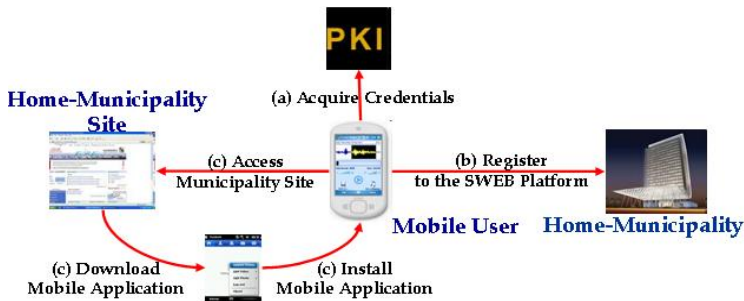 PKI
(a) Acquire Credentials
Home-Municipality
Site
(c) Access
Municipality Site
(b) Register
to the SWEB Platform
Mobile User
Home-Municipality
(c) Download
Mobile Application
(c) Install
Mobile Application